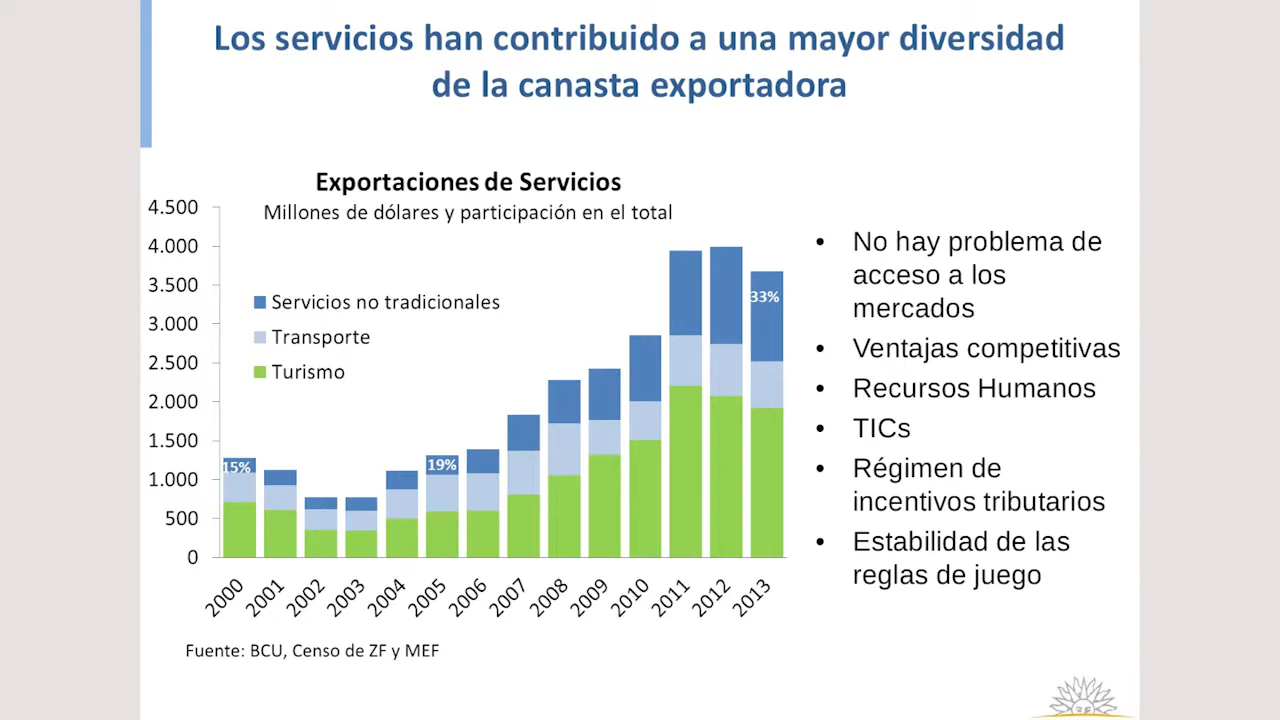 Los servicios han contribuido a una mayor diversidad
de la canasta exportadora
Exportaciones de Servicios
Millones de dólares y participación en el total
4.500
4.000
3.500
3.000
2.500
2.000
1.500
1.000
500
0
Servicios no tradicionales
Transporte
Turismo
15%
19%
33%
2000 2001 2002 2003 2004 2005 2006 2007 2008 2009 2010 2011 2012 2013
Fuente: BCU, Censo de ZF y MEF
• No hay problema de
acceso a los
mercados
• Ventajas competitivas
• Recursos Humanos
• TICs
• Régimen de
incentivos tributarios
• Estabilidad de las
reglas de juego